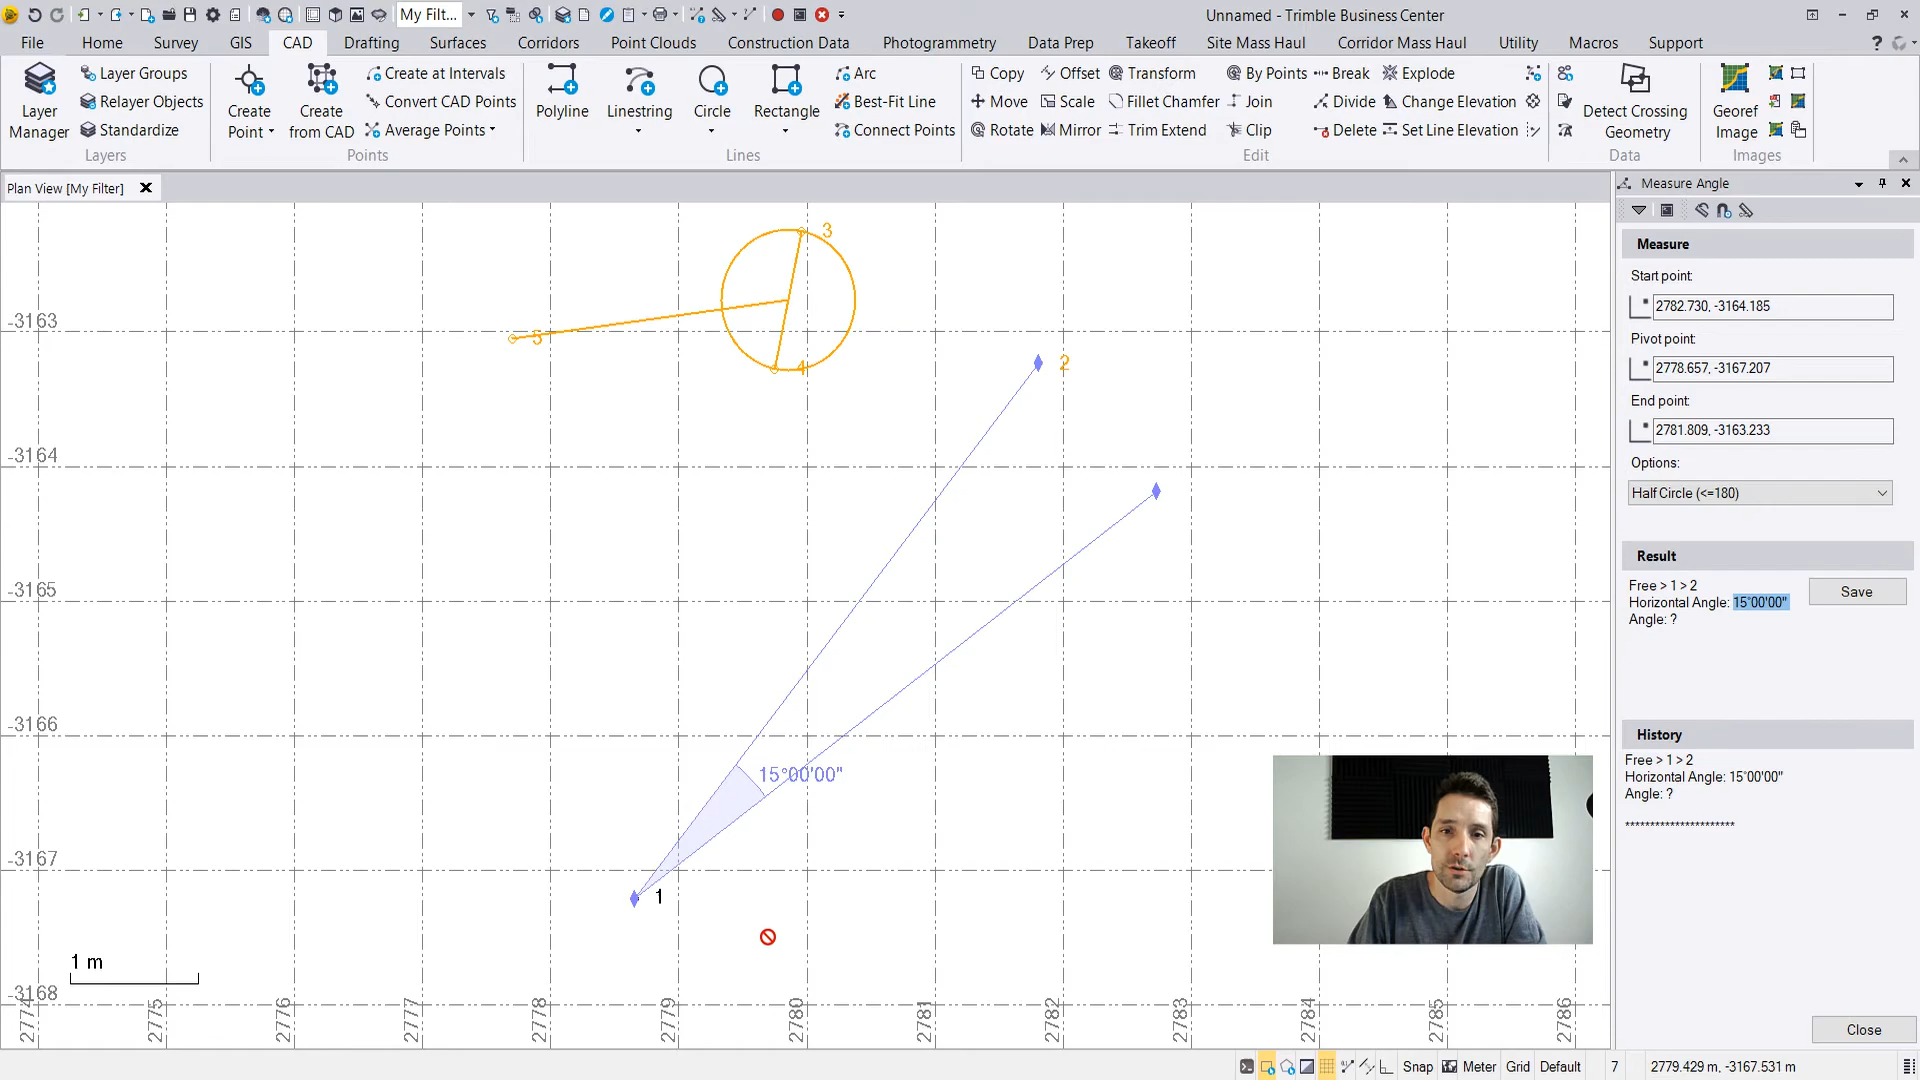 My Filt...
Unnamed - Trimble Business Center
File Home Survey GIS CAD Drafting Surfaces Corridors Point Clouds Construction Data Photogrammetry Data Prep Takeoff Site Mass Haul Corridor Mass Haul Utility Macros Support
Layer Manager
Layer Groups
Relayer Objects
Standardize
Layers
Create Point
Create from CAD
Create at Intervals
Convert CAD Points
Average Points
Points
Polyline
Linestring
Circle
Rectangle
Arc
Best-Fit Line
Connect Points
Lines
Copy Offset Transform By Points Break Explode
Move Scale Fillet Chamfer Join Divide Change Elevation
Rotate Mirror Trim Extend Clip Delete Set Line Elevation
Edit
Detect Crossing Geometry
Data
Georef Image
Images
Plan View [My Filter]
3
5
4
2
15°00'00"
1
-3163
-3164
-3165
-3166
-3167
-3168
1 m
2774 2775 2776 2777 2778 2779 2780 2781 2782 2783 2784 2785 2786
Measure Angle
Measure
Start point:
2782.730, -3164.185
Pivot point:
2778.657, -3167.207
End point:
2781.809, -3163.233
Options:
Half Circle (<=180)
Result
Free > 1 > 2
Horizontal Angle: 15°00'00"
Angle: ?
Save
History
Free > 1 > 2
Horizontal Angle: 15°00'00"
Angle: ?
**********************
Close
Snap Meter Grid Default 7 2779.429 m, -3167.531 m